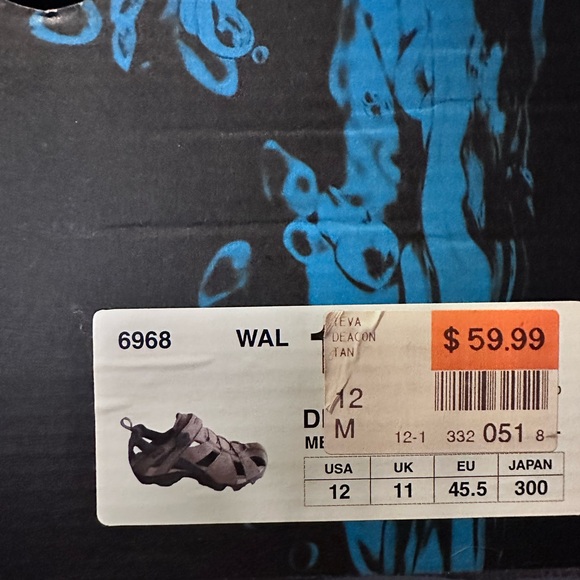 6968 WAL
TEVA
DEACON
TAN
$ 59.99
12
M
12-1 332 051 8-
USA UK EU JAPAN
12 11 45.5 300